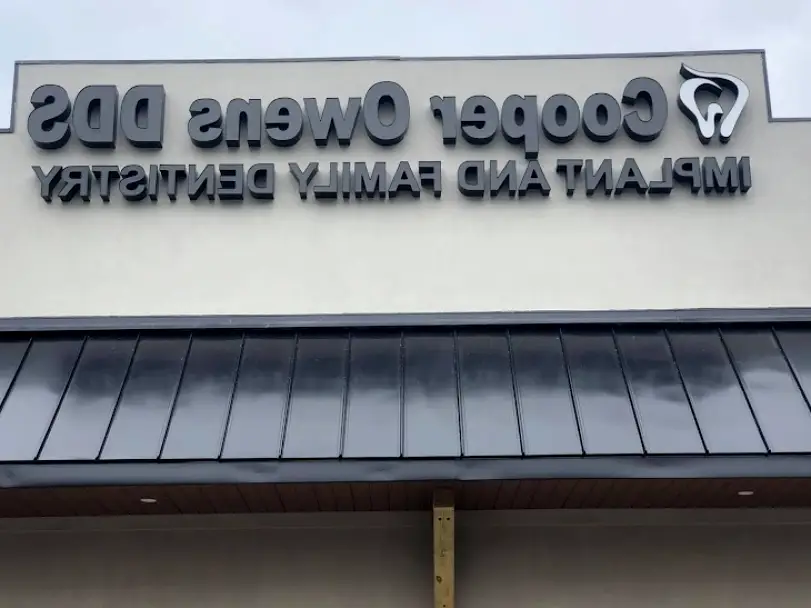 Cooper Owens DDS
IMPLANT AND FAMILY DENTISTRY